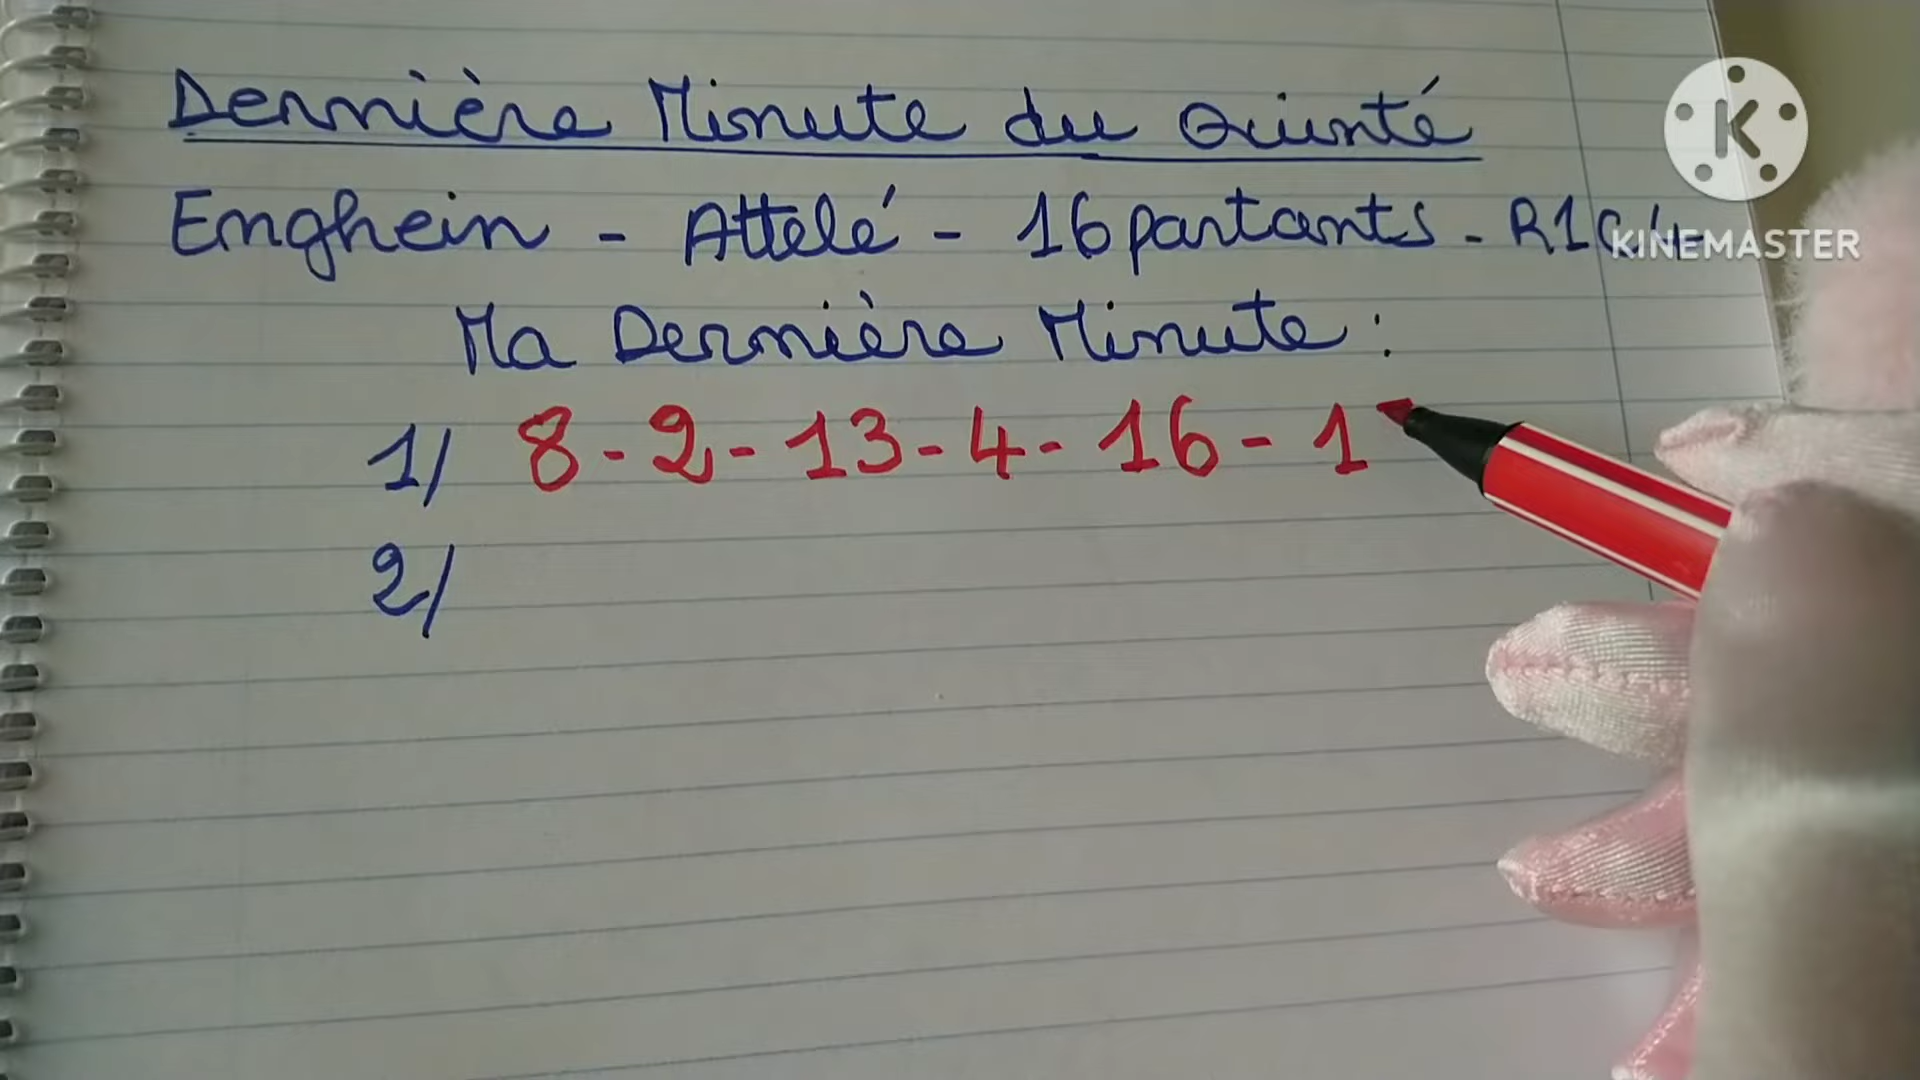 Dernière Minute du Quinté
Enghein - Attelé - 16 partants - R1C4
Ma Dernière Minute :
1/ 8 - 2 - 13 - 4 - 16 - 1
2/
K
KINEMASTER